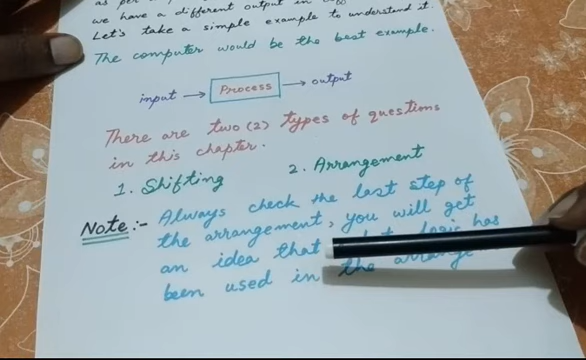 as per
we have a different output in
Let's take a simple example to understand it.
The computer would be the best example.
input → Process → output
There are two (2) types of questions
in this chapter.
1. Shifting 2. Arrangement
Note:- Always check the last step of
the arrangement, you will get
an idea that logic has
been used in the